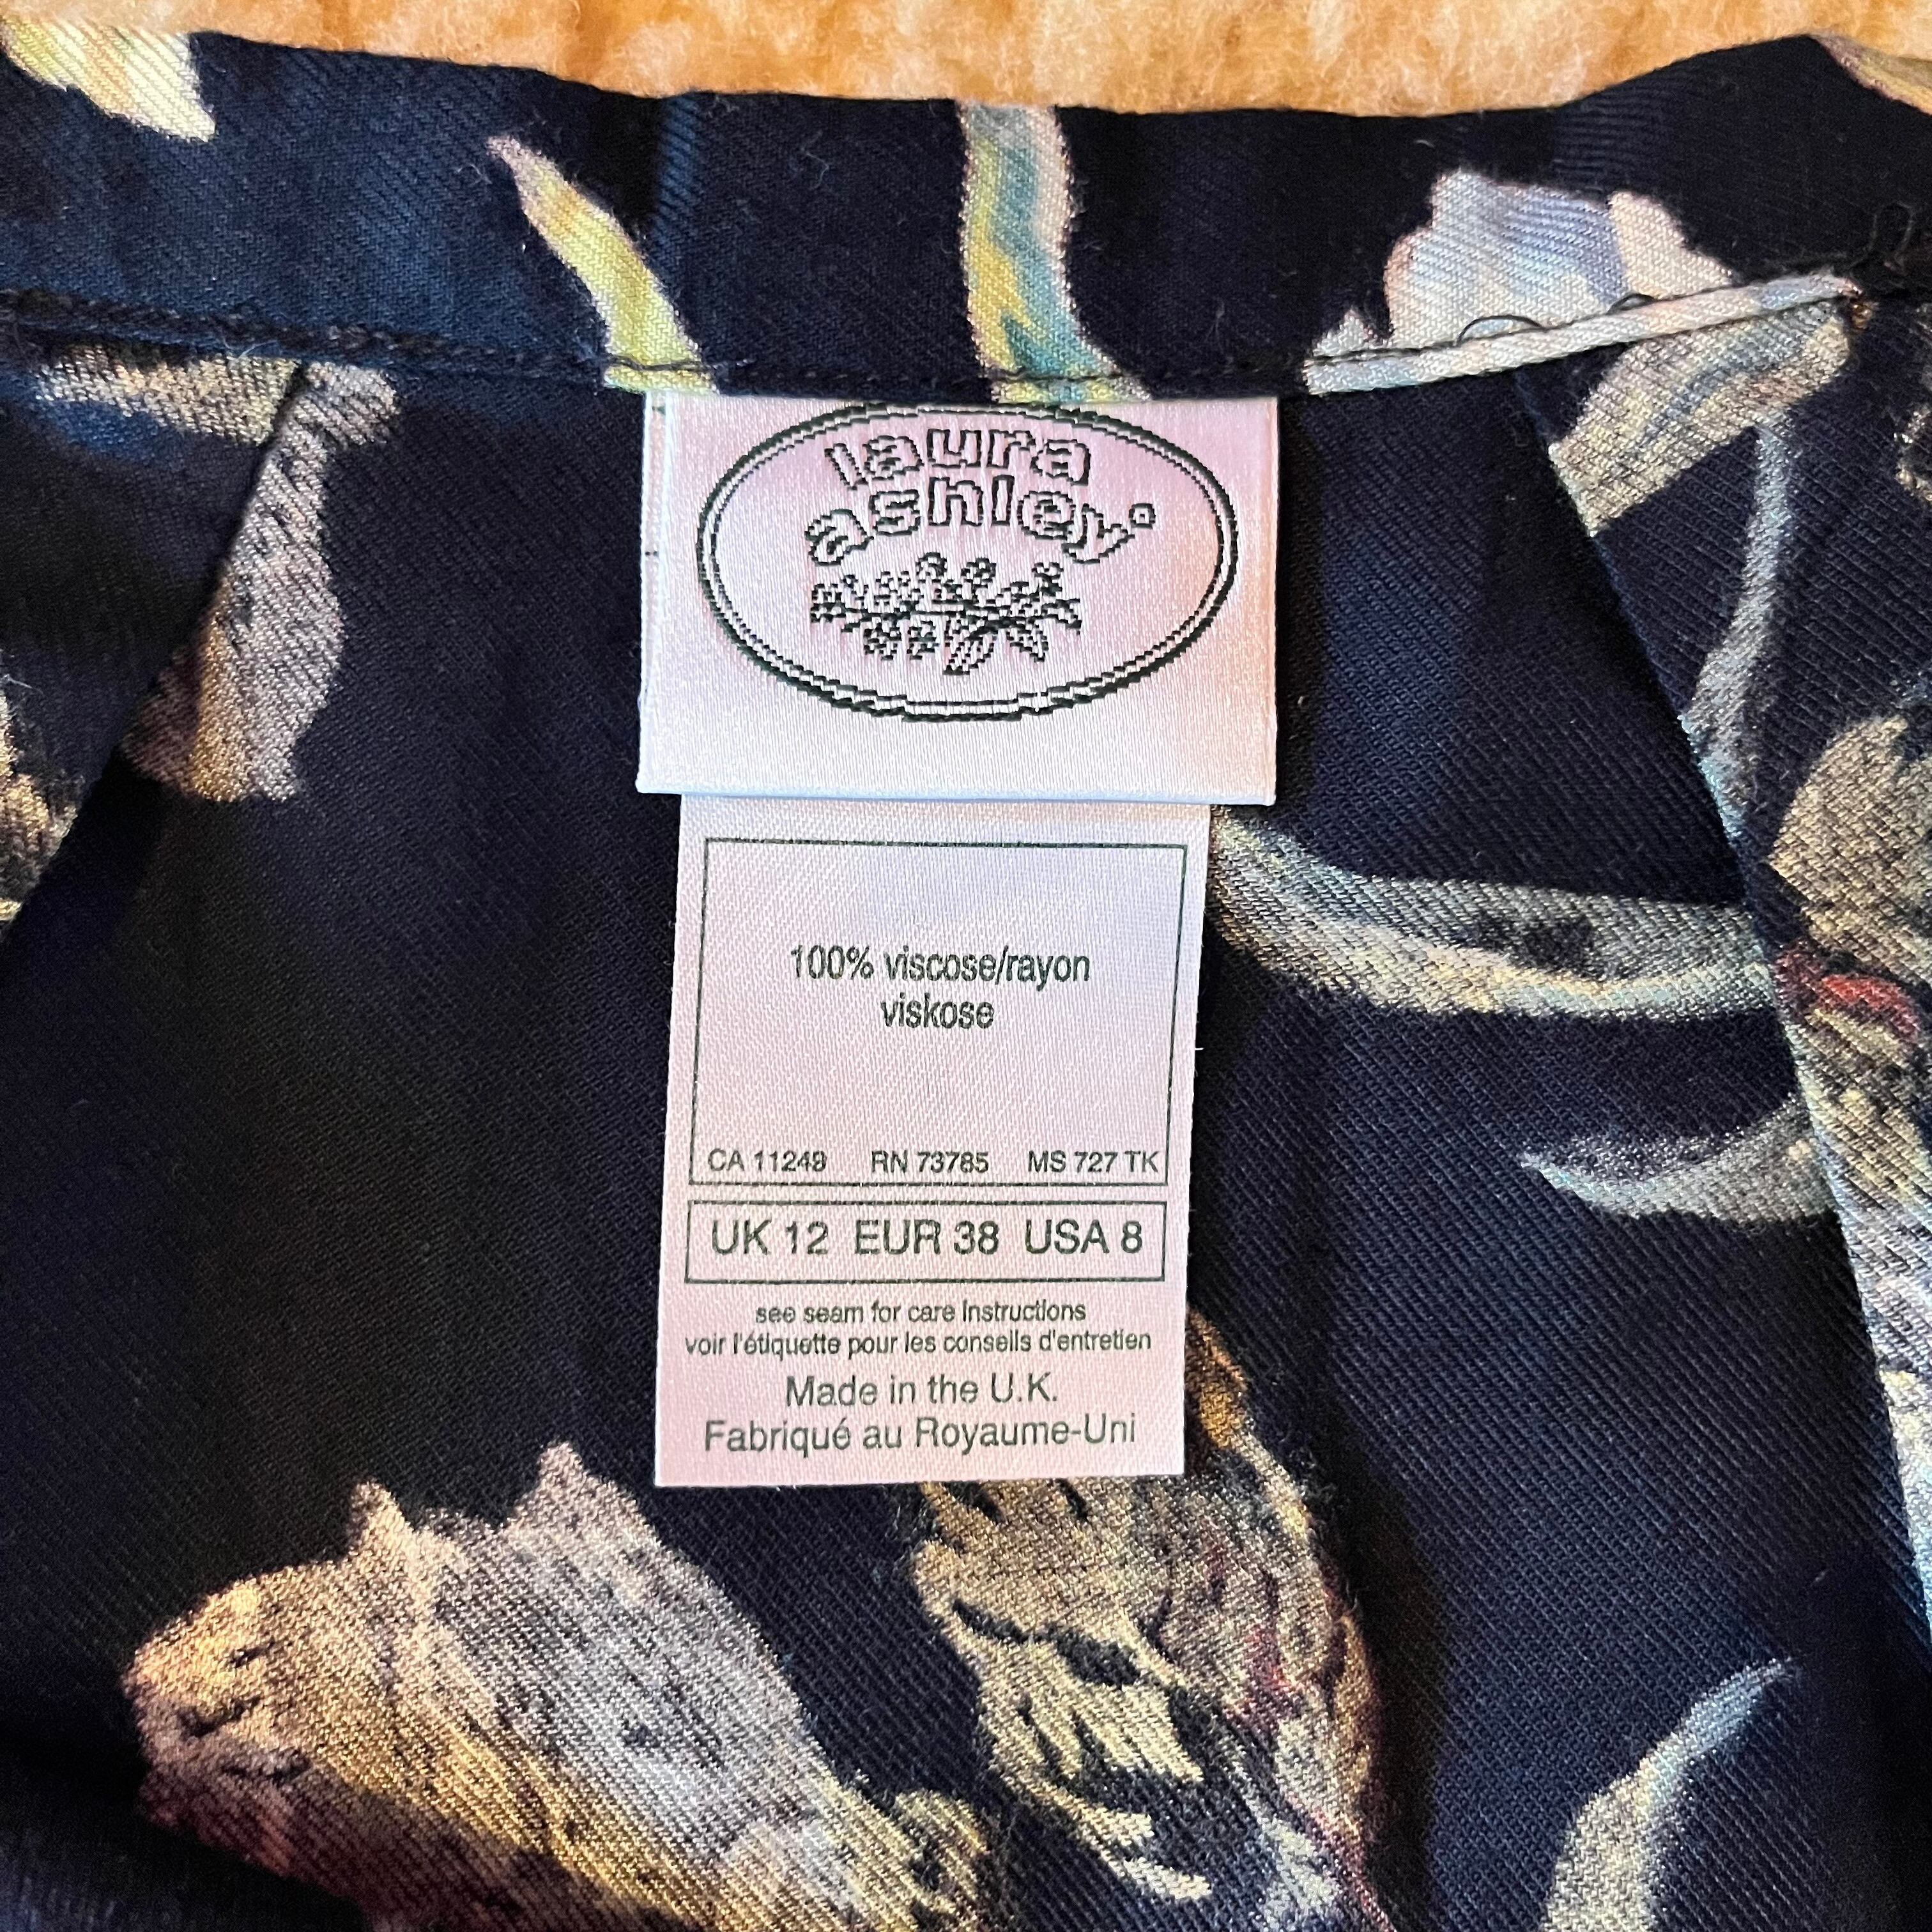 laura
ashley®
100% viscose/rayon
viskose
CA 11249 RN 73785 MS 727 TK
UK 12 EUR 38 USA 8
see seam for care instructions
voir l'étiquette pour les conseils d'entretien
Made in the U.K.
Fabriqué au Royaume-Uni